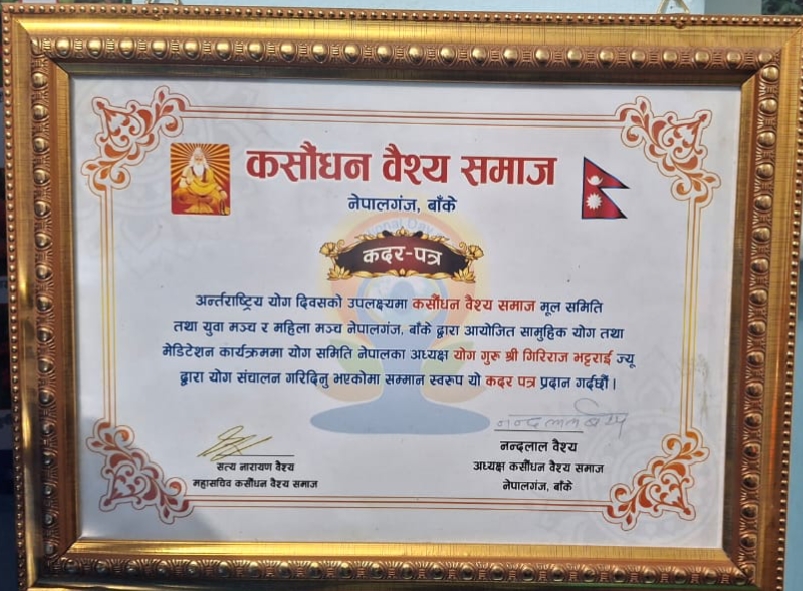 कसौंधन वैश्य समाज
नेपालगंज, बाँके
कदर-पत्र
अर्न्तराष्ट्रिय योग दिवसको उपलक्ष्यमा कसौंधन वैश्य समाज मूल समिति
तथा युवा मञ्च र महिला मञ्च नेपालगंज, बाँके द्वारा आयोजित सामुहिक योग तथा
मेडिटेशन कार्यक्रममा योग समिति नेपालका अध्यक्ष योग गुरू श्री गिरिराज भट्टराई ज्यू
द्वारा योग संचालन गरिदिनु भएकोमा सम्मान स्वरूप यो कदर पत्र प्रदान गर्दछौं ।
नन्दलाल वैश्य
सत्य नारायण वैश्य
महासचिव कसौंधन वैश्य समाज
नन्दलाल वैश्य
अध्यक्ष कसौंधन वैश्य समाज
नेपालगंज, बाँके